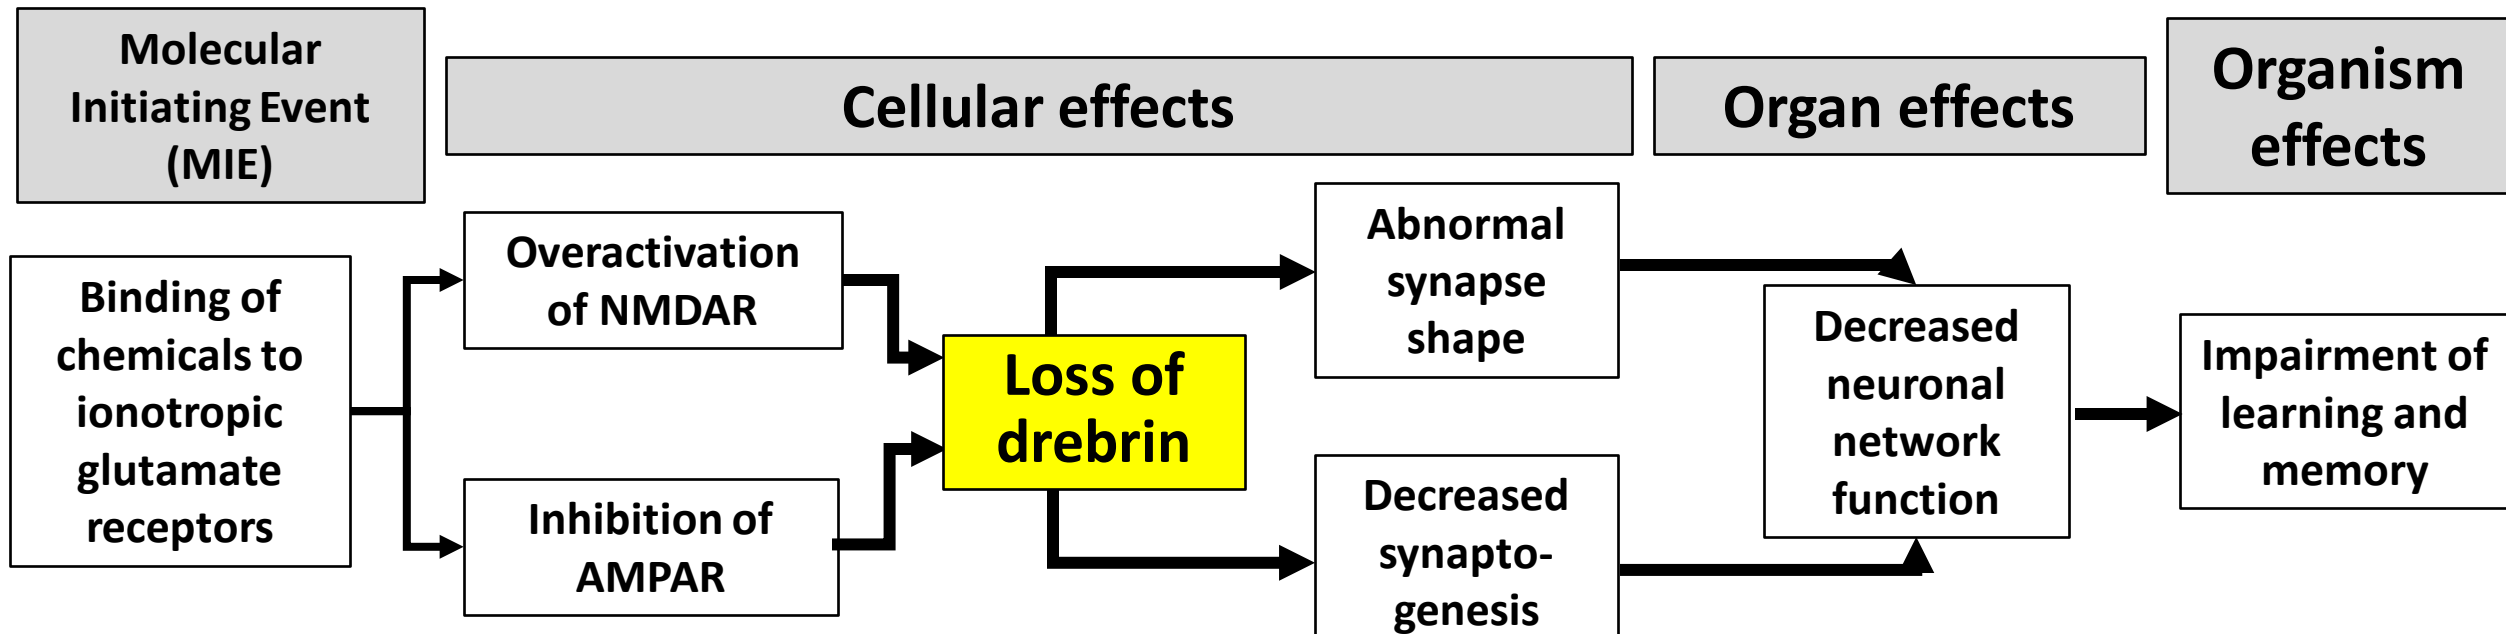 Molecular
Initiating Event
(MIE)
Cellular effects
Organ effects
Organism
effects
Binding of
chemicals to
ionotropic
glutamate
receptors
Overactivation
of NMDAR
Inhibition of
AMPAR
Loss of
drebrin
Abnormal
synapse
shape
Decreased
synapto-
genesis
Decreased
neuronal
network
function
Impairment of
learning and
memory